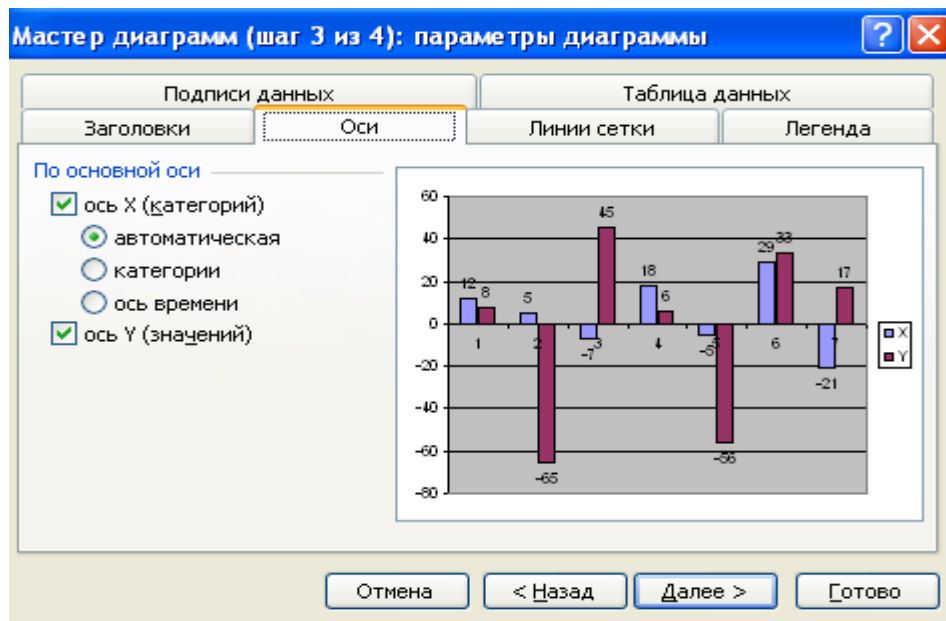 Мастер диаграмм (шаг 3 из 4): параметры диаграммы
Подписи данных
Таблица данных
Заголовки
Оси
Линии сетки
Легенда
По основной оси
ось X (категорий)
автоматическая
категории
ось времени
ось Y (значений)
60
40
20
0
-20
-40
-60
-80
12
8
5
-65
-7
45
18
6
-5
-56
29
33
-21
17
1
2
3
4
5
6
7
X
Y
Отмена
< Назад
Далее >
Готово